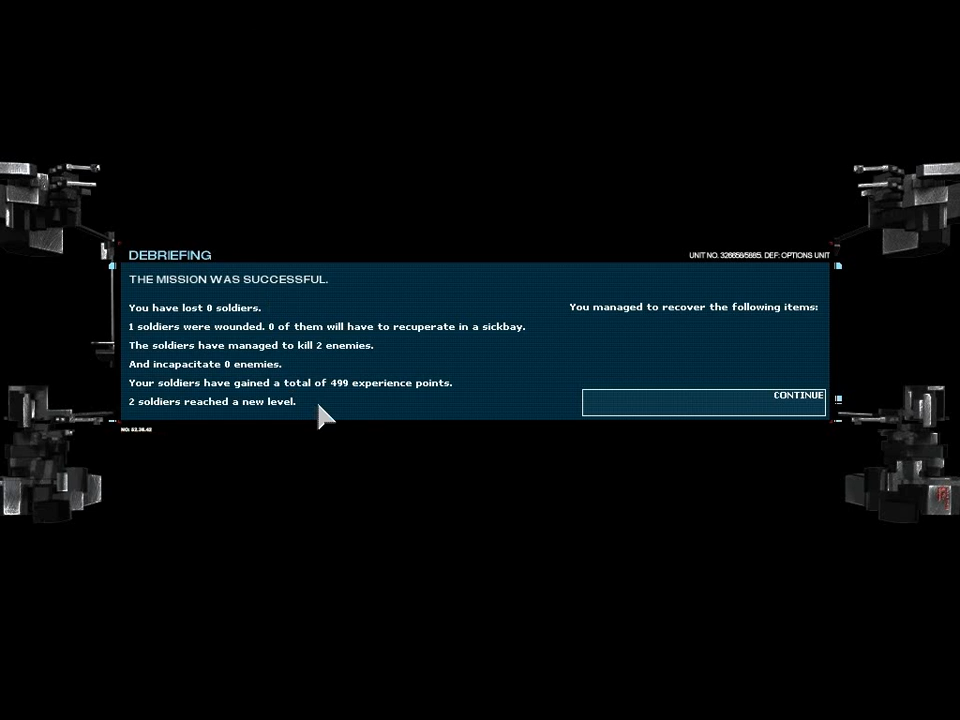 DEBRIEFING
UNIT NO. 326658/5885. DEF: OPTIONS UNIT
THE MISSION WAS SUCCESSFUL.
You have lost 0 soldiers.
You managed to recover the following items:
1 soldiers were wounded. 0 of them will have to recuperate in a sickbay.
The soldiers have managed to kill 2 enemies.
And incapacitate 0 enemies.
Your soldiers have gained a total of 499 experience points.
2 soldiers reached a new level.
CONTINUE